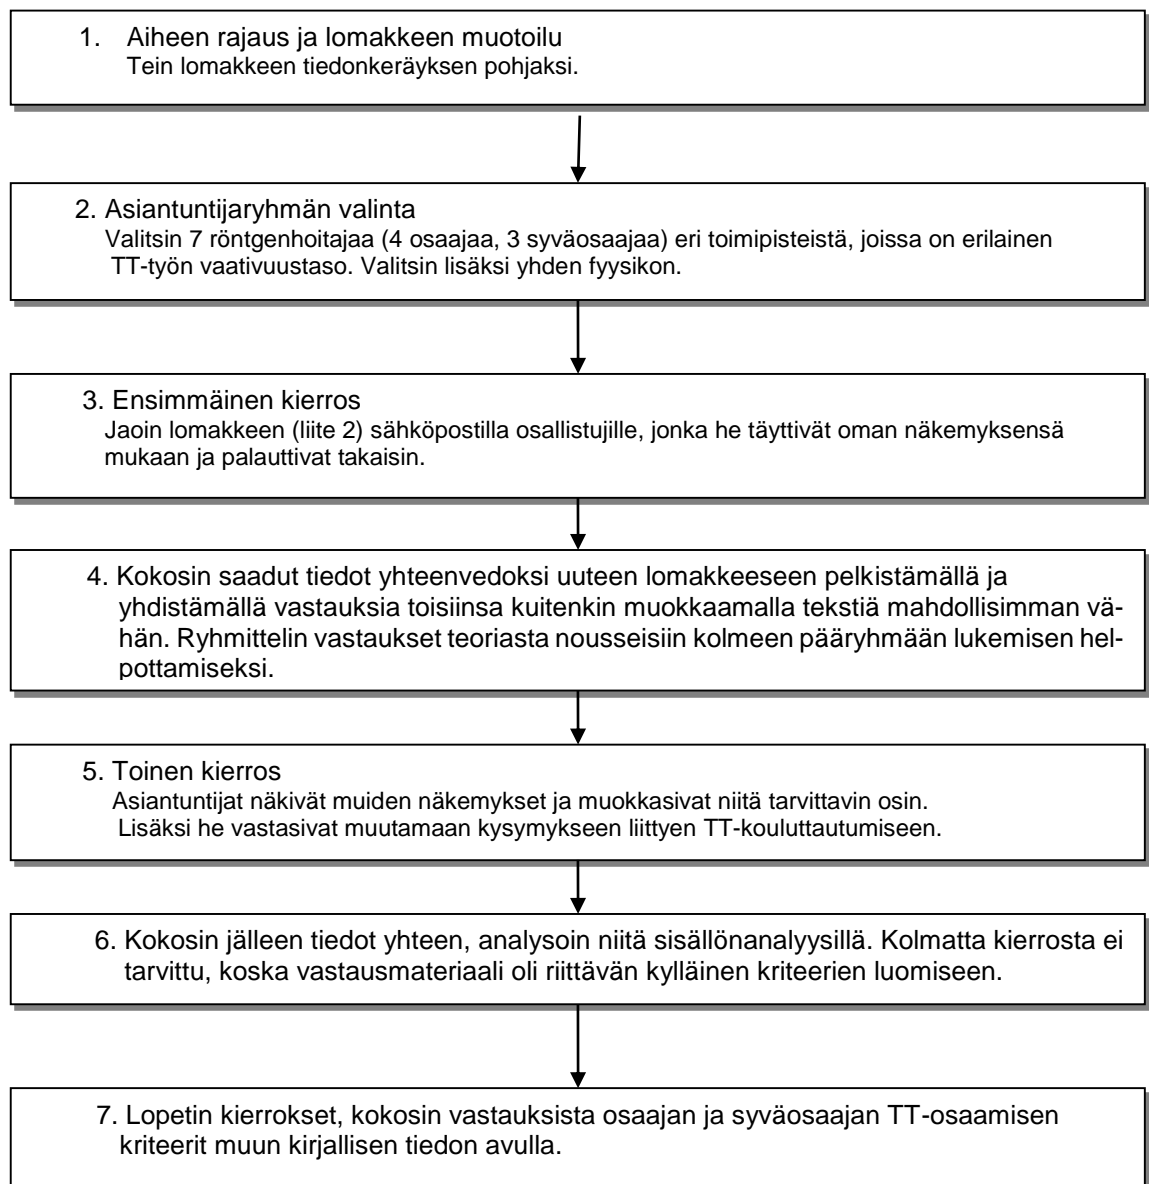 1. Aiheen rajaus ja lomakkeen muotoilu
Tein lomakkeen tiedonkeräyksen pohjaksi.
2. Asiantuntijaryhmän valinta
Valitsin 7 röntgenhoitajaa (4 osaajaa, 3 syväosaajaa) eri toimipisteistä, joissa on erilainen
TT-työn vaativuustaso. Valitsin lisäksi yhden fyysikon.
3. Ensimmäinen kierros
Jaoin lomakkeen (liite 2) sähköpostilla osallistujille, jonka he täyttivät oman näkemyksensä
mukaan ja palauttivat takaisin.
4. Kokosin saadut tiedot yhteenvedoksi uuteen lomakkeeseen pelkistämällä ja
yhdistämällä vastauksia toisiinsa kuitenkin muokkaamalla tekstiä mahdollisimman vä-
hän. Ryhmittelin vastaukset teoriasta nousseisiin kolmeen pääryhmään lukemisen hel-
pottamiseksi.
5. Toinen kierros
Asiantuntijat näkivät muiden näkemykset ja muokkasivat niitä tarvittavin osin.
Lisäksi he vastasivat muutamaan kysymykseen liittyen TT-kouluttautumiseen.
6. Kokosin jälleen tiedot yhteen, analysoin niitä sisällönanalyysillä. Kolmatta kierrosta ei
tarvittu, koska vastausmateriaali oli riittävän kylläinen kriteerien luomiseen.
7. Lopetin kierrokset, kokosin vastauksista osaajan ja syväosaajan TT-osaamisen
kriteerit muun kirjallisen tiedon avulla.